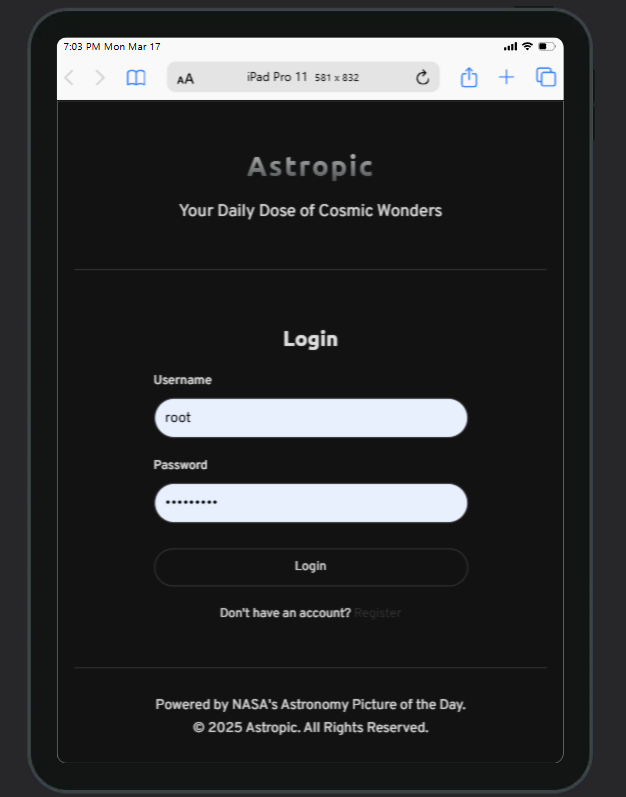 7:03 PM Mon Mar 17
AA
iPad Pro 11 581 x 832
Astropic
Your Daily Dose of Cosmic Wonders
Login
Username
root
Password
•••••••••
Login
Don't have an account? Register
Powered by NASA's Astronomy Picture of the Day.
© 2025 Astropic. All Rights Reserved.